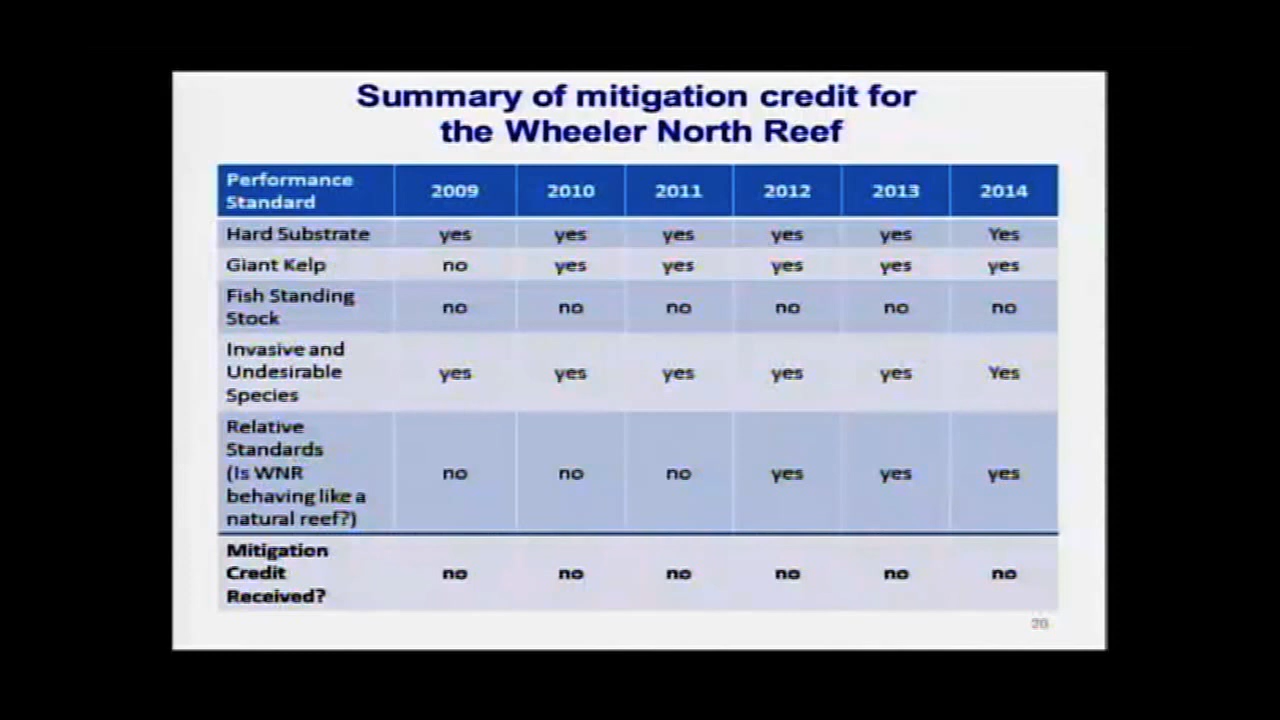 Summary of mitigation credit for
the Wheeler North Reef
Performance
Standard
2009 2010 2011 2012 2013 2014
Hard Substrate yes yes yes yes yes Yes
Giant Kelp no yes yes yes yes yes
Fish Standing
Stock
no no no no no no
Invasive and
Undesirable
Species
yes yes yes yes yes Yes
Relative
Standards
(Is WNR
behaving like a
natural reef?)
no no no yes yes yes
Mitigation
Credit
Received?
no no no no no no
20